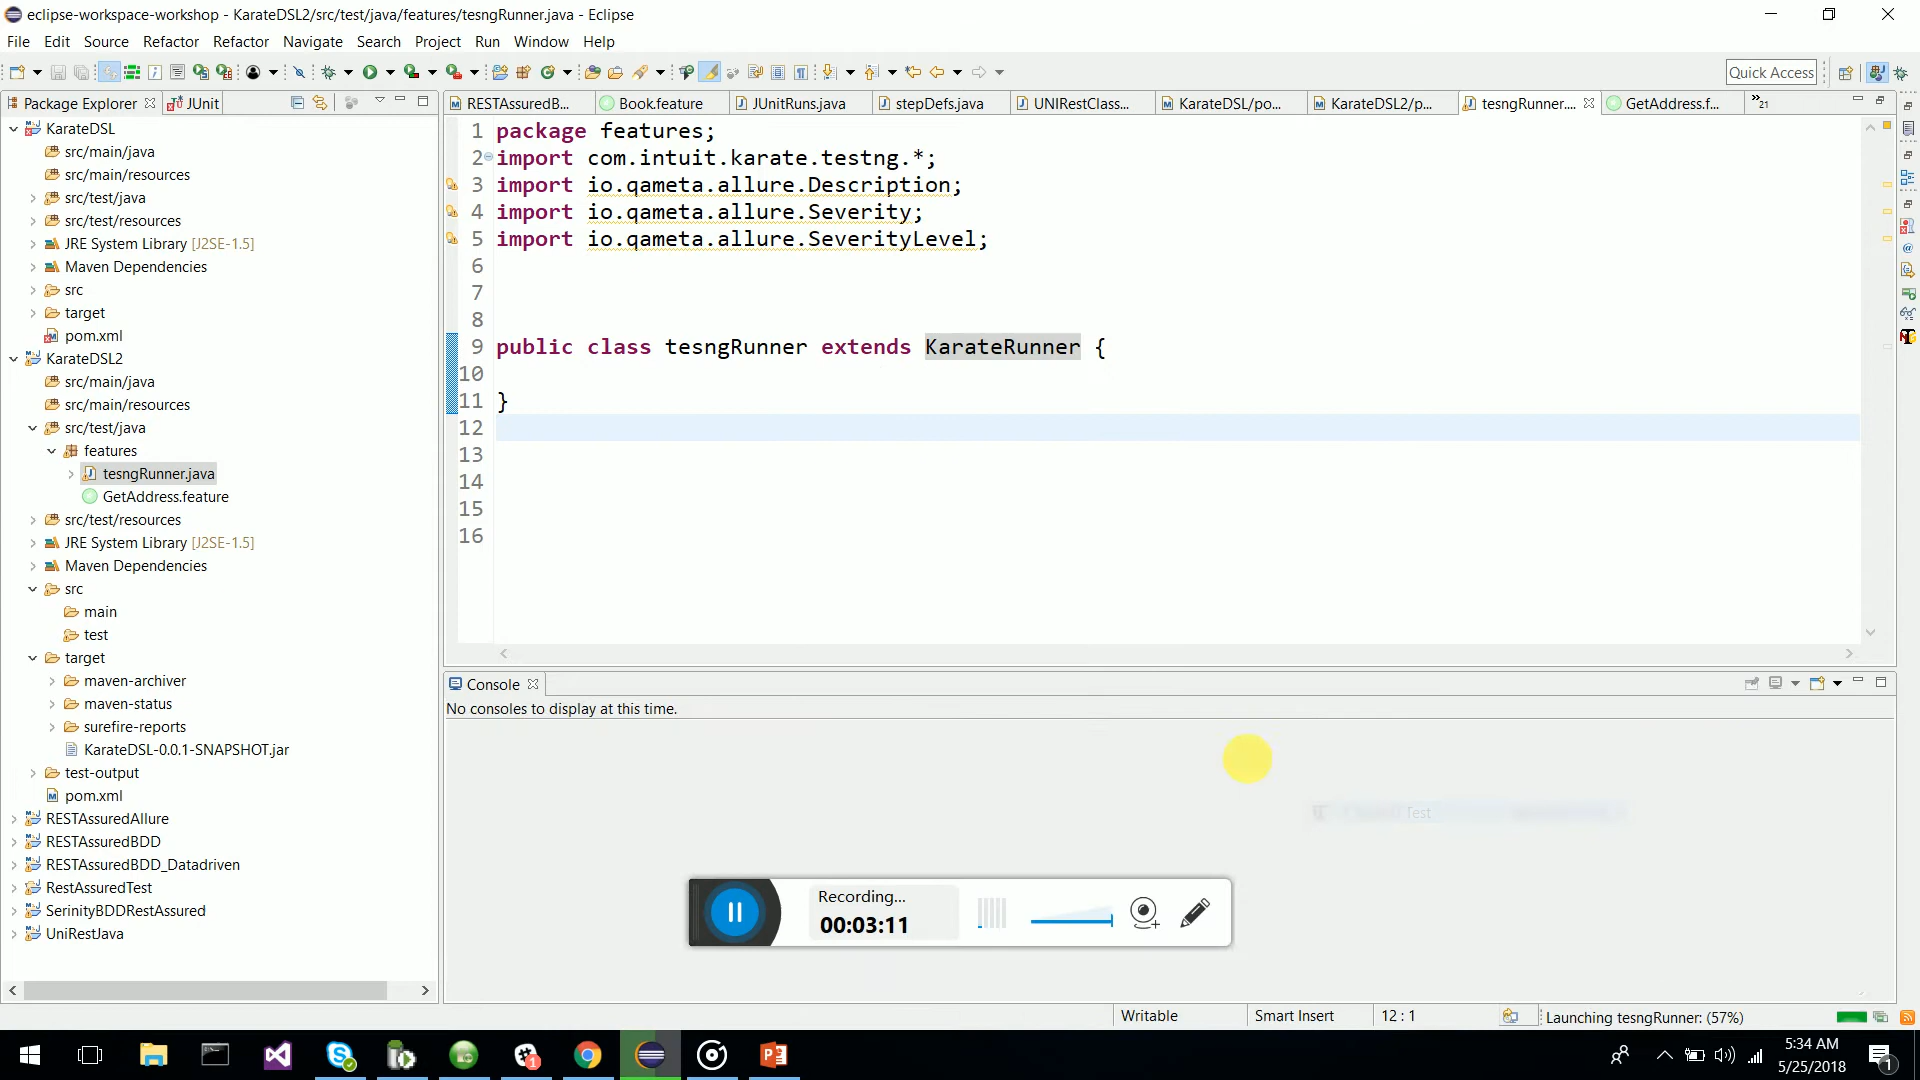 eclipse-workspace-workshop - KarateDSL2/src/test/java/features/tesngRunner.java - Eclipse
File Edit Source Refactor Refactor Navigate Search Project Run Window Help
Quick Access
Package Explorer JUnit
RESTAssuredB... Book.feature JUnitRuns.java stepDefs.java UNIRestClass... KarateDSL/po... KarateDSL2/p... tesngRunner.... GetAddress.f... »21
KarateDSL
src/main/java
src/main/resources
src/test/java
src/test/resources
JRE System Library [J2SE-1.5]
Maven Dependencies
src
target
pom.xml
KarateDSL2
src/main/java
src/main/resources
src/test/java
features
tesngRunner.java
GetAddress.feature
src/test/resources
JRE System Library [J2SE-1.5]
Maven Dependencies
src
main
test
target
maven-archiver
maven-status
surefire-reports
KarateDSL-0.0.1-SNAPSHOT.jar
test-output
pom.xml
RESTAssuredAllure
RESTAssuredBDD
RESTAssuredBDD_Datadriven
RestAssuredTest
SerinityBDDRestAssured
UniRestJava
1 package features;
2 import com.intuit.karate.testng.*;
3 import io.qameta.allure.Description;
4 import io.qameta.allure.Severity;
5 import io.qameta.allure.SeverityLevel;
6
7
8
9 public class tesngRunner extends KarateRunner {
10
11 }
12
13
14
15
16
Console
No consoles to display at this time.
Test
Recording...
00:03:11
Writable Smart Insert 12 : 1 Launching tesngRunner: (57%)
5:34 AM
5/25/2018
1
1